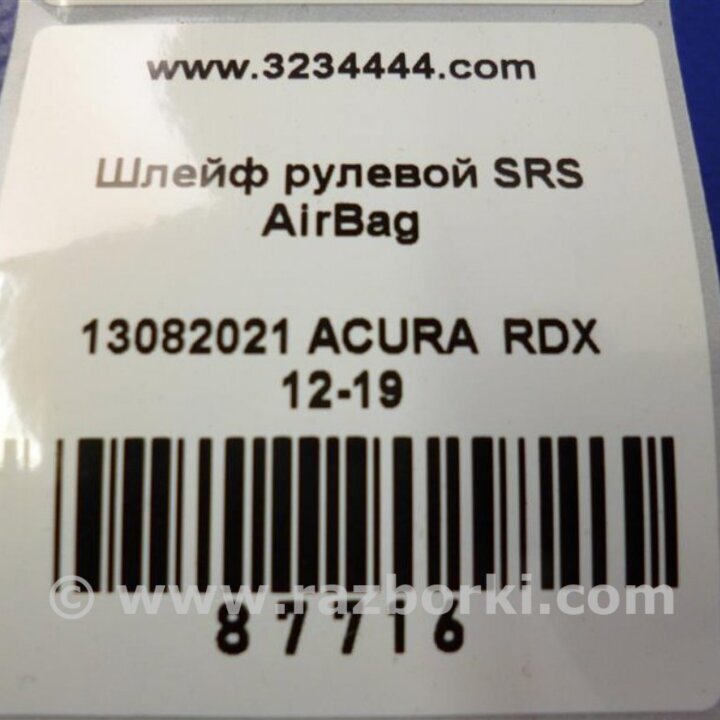 www.3234444.com
Шлейф рулевой SRS
AirBag
13082021 ACURA RDX
12-19
© www.razborki.com
87716